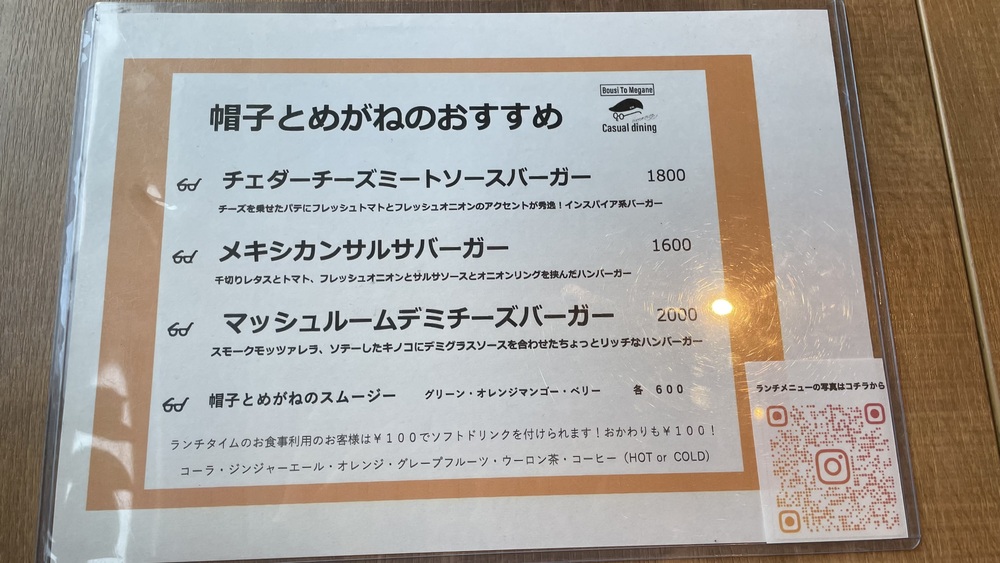 帽子とめがねのおすすめ
Bousi To Megane
Casual dining
チェダーチーズミートソースバーガー 1800
チーズを乗せたパテにフレッシュトマトとフレッシュオニオンのアクセントが秀逸！インスパイア系バーガー
メキシカンサルサバーガー 1600
千切りレタスとトマト、フレッシュオニオンとサルサソースとオニオンリングを挟んだハンバーガー
マッシュルームデミチーズバーガー 2000
スモークモッツァレラ、ソテーしたキノコにデミグラスソースを合わせたちょっとリッチなハンバーガー
帽子とめがねのスムージー グリーン・オレンジマンゴー・ベリー 各 ６００
ランチタイムのお食事利用のお客様は￥１００でソフトドリンクを付けられます！おかわりも￥１００！
コーラ・ジンジャーエール・オレンジ・グレープフルーツ・ウーロン茶・コーヒー（HOT or COLD）
ランチメニューの写真はコチラから